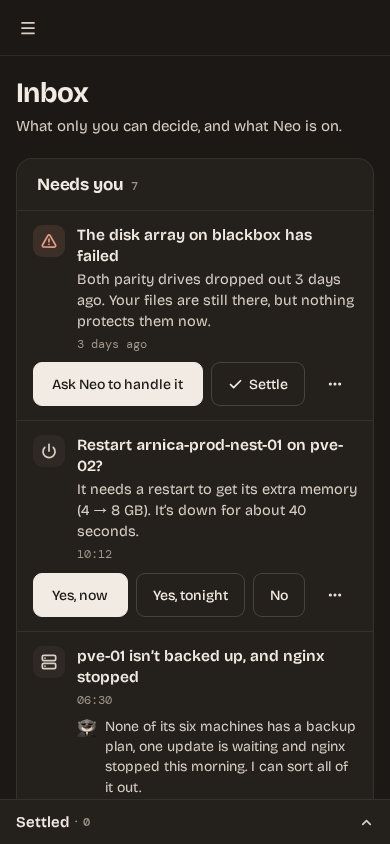 Inbox
What only you can decide, and what Neo is on.
Needs you 7
The disk array on blackbox has
failed
Both parity drives dropped out 3 days
ago. Your files are still there, but nothing
protects them now.
3 days ago
Ask Neo to handle it
Settle
Restart arnica-prod-nest-01 on pve-
02?
It needs a restart to get its extra memory
(4 → 8 GB). It’s down for about 40
seconds.
10:12
Yes, now
Yes, tonight
No
pve-01 isn’t backed up, and nginx
stopped
06:30
None of its six machines has a backup
plan, one update is waiting and nginx
stopped this morning. I can sort all of
it out.
Settled · 0